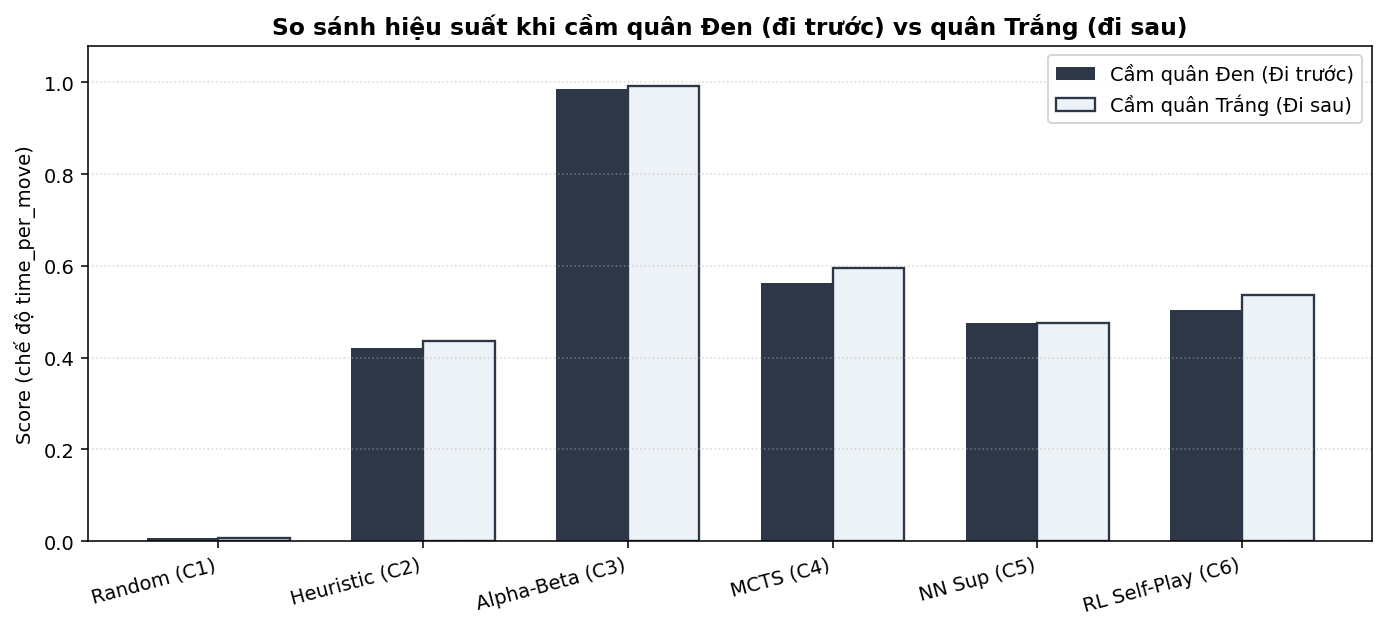 So sánh hiệu suất khi cầm quân Đen (đi trước) vs quân Trắng (đi sau)
Score (chế độ time_per_move)
1.0
0.8
0.6
0.4
0.2
0.0
Cầm quân Đen (Đi trước)
Cầm quân Trắng (Đi sau)
Random (C1)
Heuristic (C2)
Alpha-Beta (C3)
MCTS (C4)
NN Sup (C5)
RL Self-Play (C6)